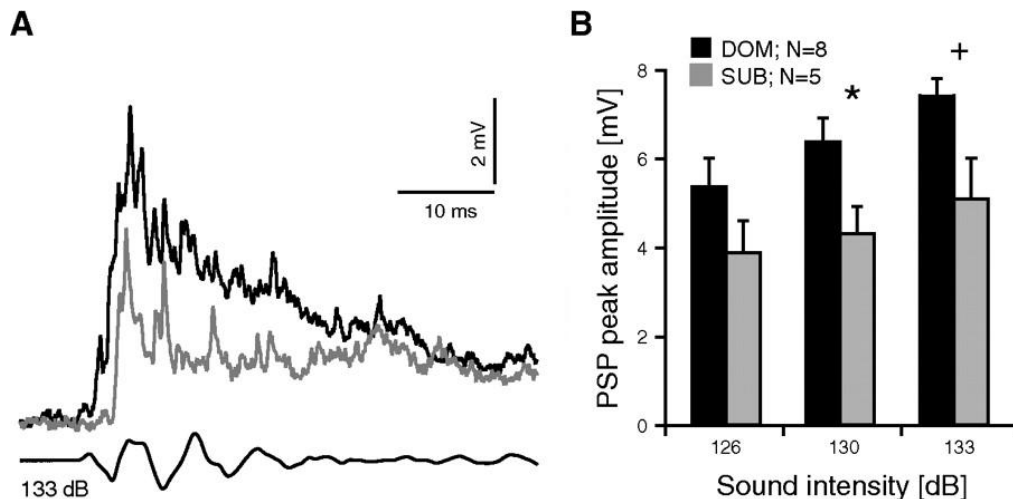 A
2 mV
10 ms
133 dB
B
DOM; N=8
SUB; N=5
+
*
PSP peak amplitude [mV]
8
6
4
2
0
126 130 133
Sound intensity [dB]